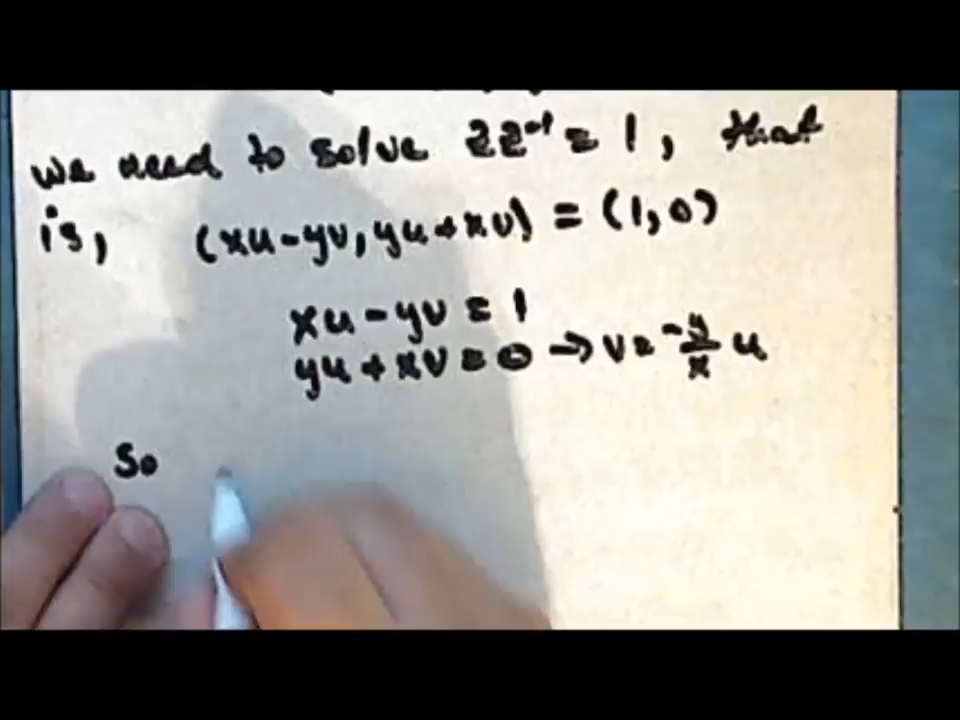 we need to solve zz⁻¹ = 1, that
is, (xu-yv, yu+xv) = (1,0)
xu-yv = 1
yu+xv = 0 → v = -y/x u
So